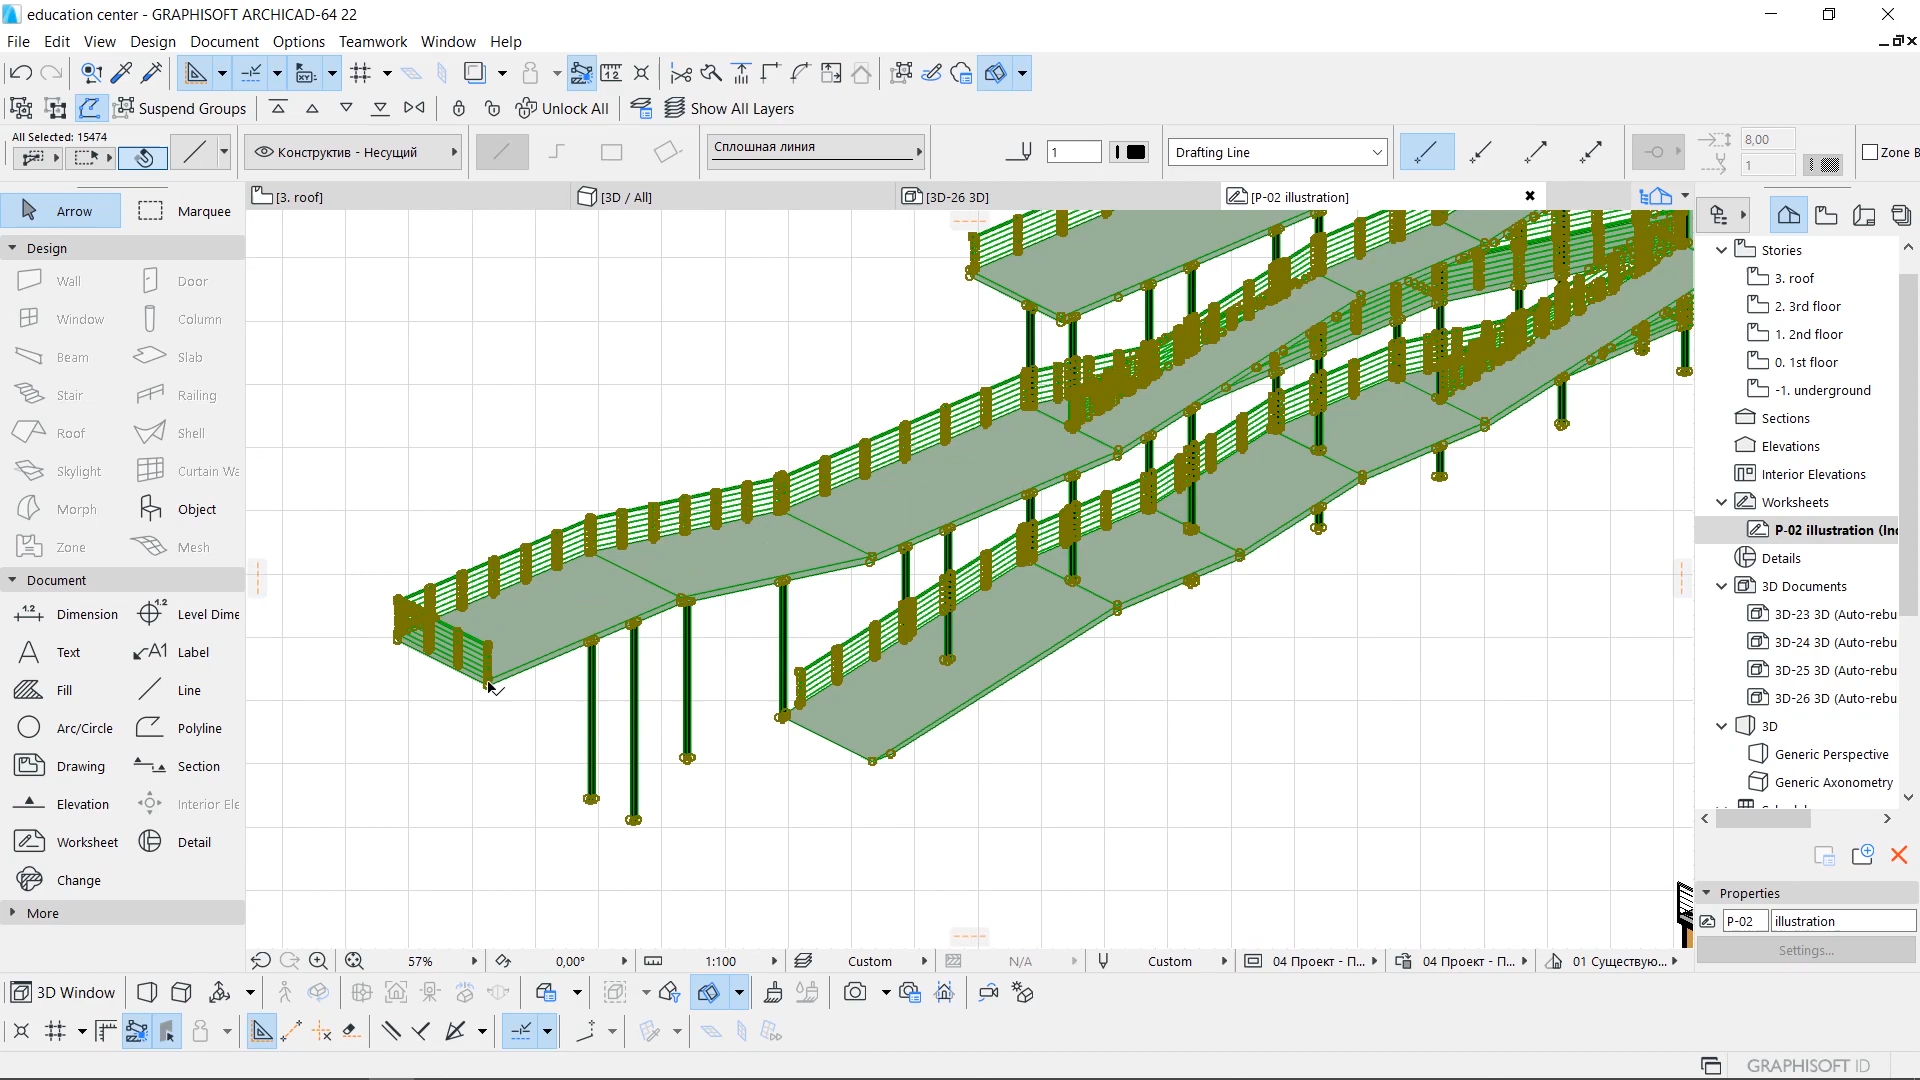 education center - GRAPHISOFT ARCHICAD-64 22
File Edit View Design Document Options Teamwork Window Help
Suspend Groups Unlock All Show All Layers
All Selected: 15474
Конструктив - Несущий
Сплошная линия
1
Drafting Line
8,00
1
Zone B
Arrow Marquee
[3. roof] [3D / All] [3D-26 3D] [P-02 illustration]
Design
Wall Door
Window Column
Beam Slab
Stair Railing
Roof Shell
Skylight Curtain Wa
Morph Object
Zone Mesh
Document
1.2 Dimension 1.2 Level Dime
Text A1 Label
Fill Line
Arc/Circle Polyline
Drawing Section
Elevation Interior Ele
Worksheet Detail
Change
More
Stories
3. roof
2. 3rd floor
1. 2nd floor
0. 1st floor
-1. underground
Sections
Elevations
Interior Elevations
Worksheets
P-02 illustration (In
Details
3D Documents
3D-23 3D (Auto-rebu
3D-24 3D (Auto-rebu
3D-25 3D (Auto-rebu
3D-26 3D (Auto-rebu
3D
Generic Perspective
Generic Axonometry
Properties
P-02 illustration
Settings...
57% 0,00° 1:100 Custom N/A Custom 04 Проект - П... 04 Проект - П... 01 Существую...
3D Window
GRAPHISOFT ID